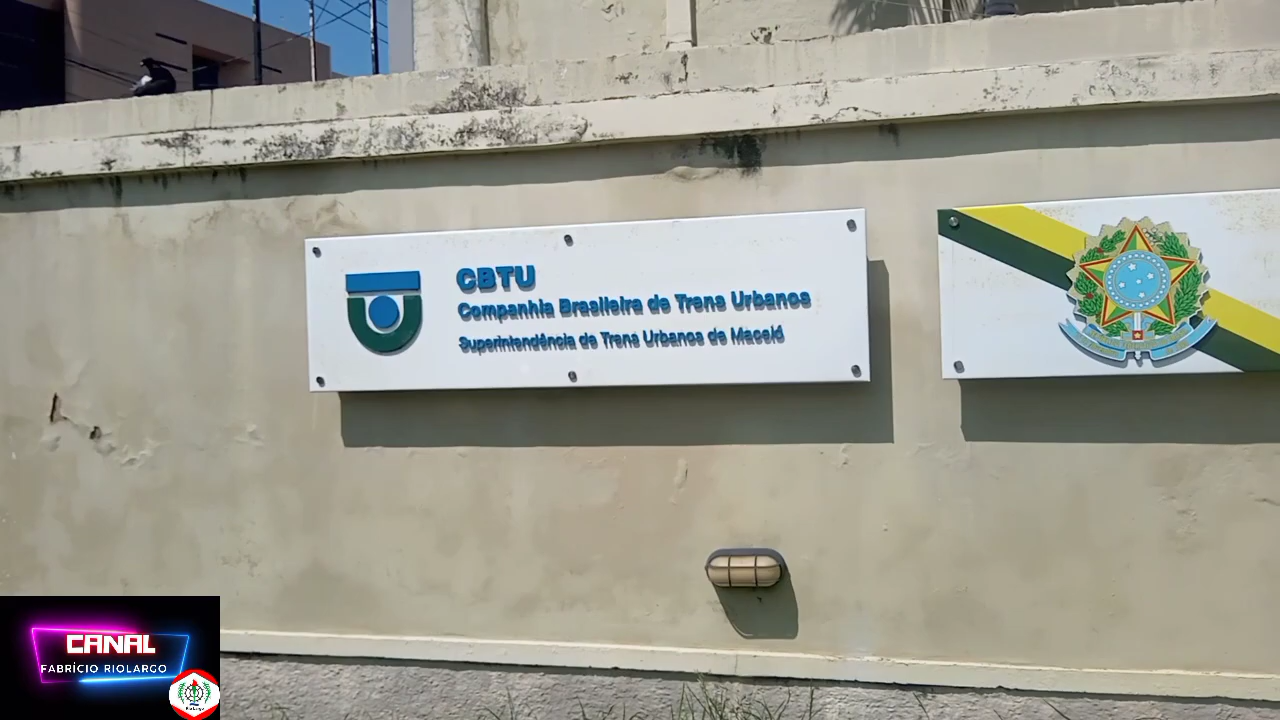 CBTU
Companhia Brasileira de Trens Urbanos
Superintendência de Trens Urbanos de Maceió
CANAL
FABRÍCIO RIOLARGO